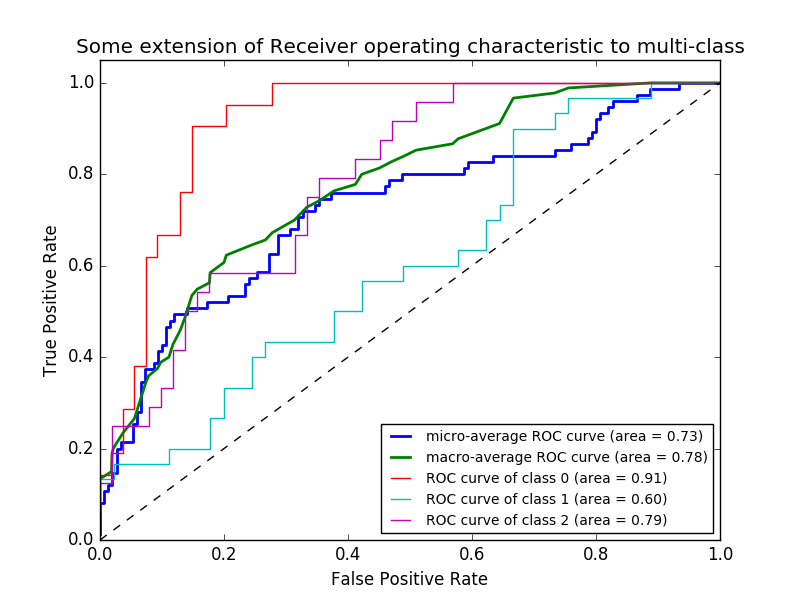 Some extension of Receiver operating characteristic to multi-class
1.0
0.8
0.6
0.4
0.2
0.0
True Positive Rate
micro-average ROC curve (area = 0.73)
macro-average ROC curve (area = 0.78)
ROC curve of class 0 (area = 0.91)
ROC curve of class 1 (area = 0.60)
ROC curve of class 2 (area = 0.79)
0.0 0.2 0.4 0.6 0.8 1.0
False Positive Rate